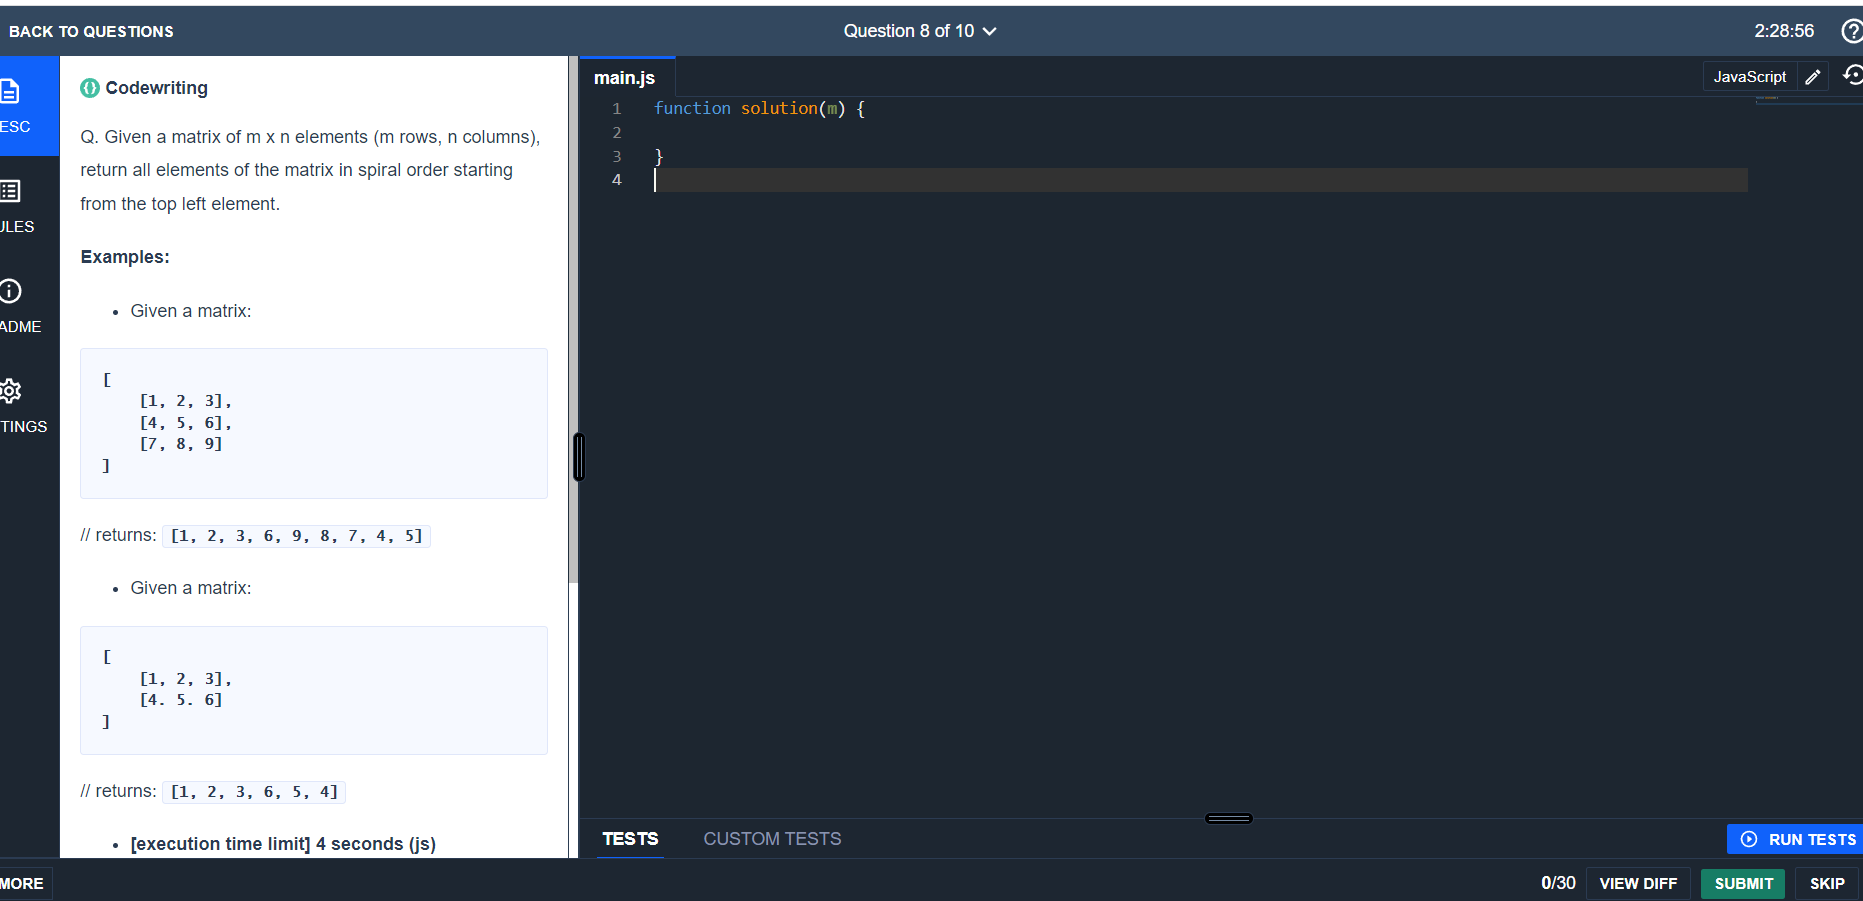 BACK TO QUESTIONS
Question 8 of 10
2:28:56
ESC
ULES
ADME
TINGS
Codewriting
Q. Given a matrix of m x n elements (m rows, n columns),
return all elements of the matrix in spiral order starting
from the top left element.
Examples:
• Given a matrix:
[
[1, 2, 3],
[4, 5, 6],
[7, 8, 9]
]
// returns: [1, 2, 3, 6, 9, 8, 7, 4, 5]
• Given a matrix:
[
[1, 2, 3],
[4. 5. 6]
]
// returns: [1, 2, 3, 6, 5, 4]
• [execution time limit] 4 seconds (js)
main.js
JavaScript
1 function solution(m) {
2
3 }
4
TESTS
CUSTOM TESTS
RUN TESTS
MORE
0/30
VIEW DIFF
SUBMIT
SKIP